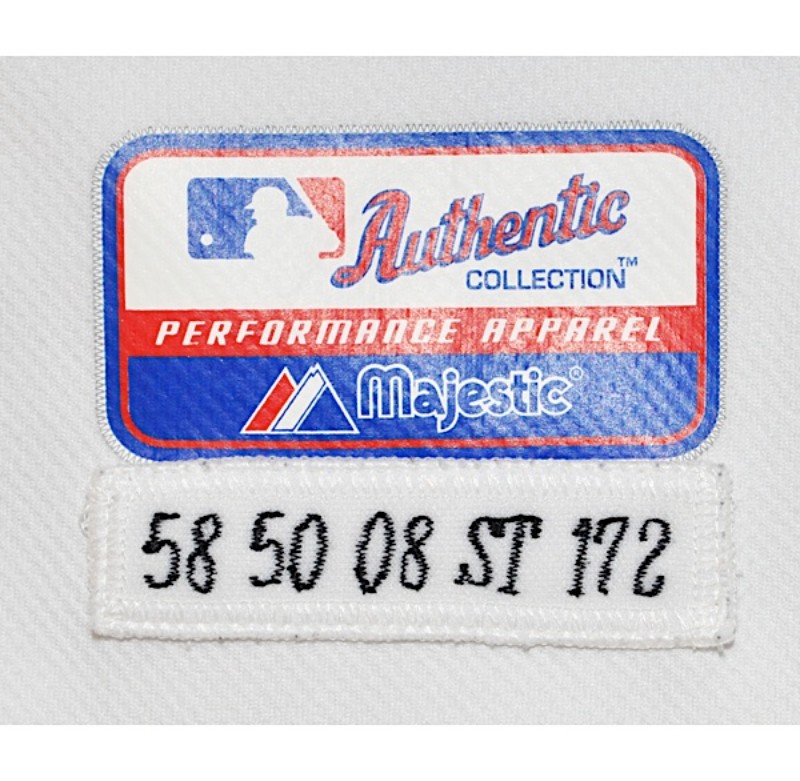 Authentic
COLLECTION™
PERFORMANCE APPAREL
Majestic®
58 50 08 ST 172